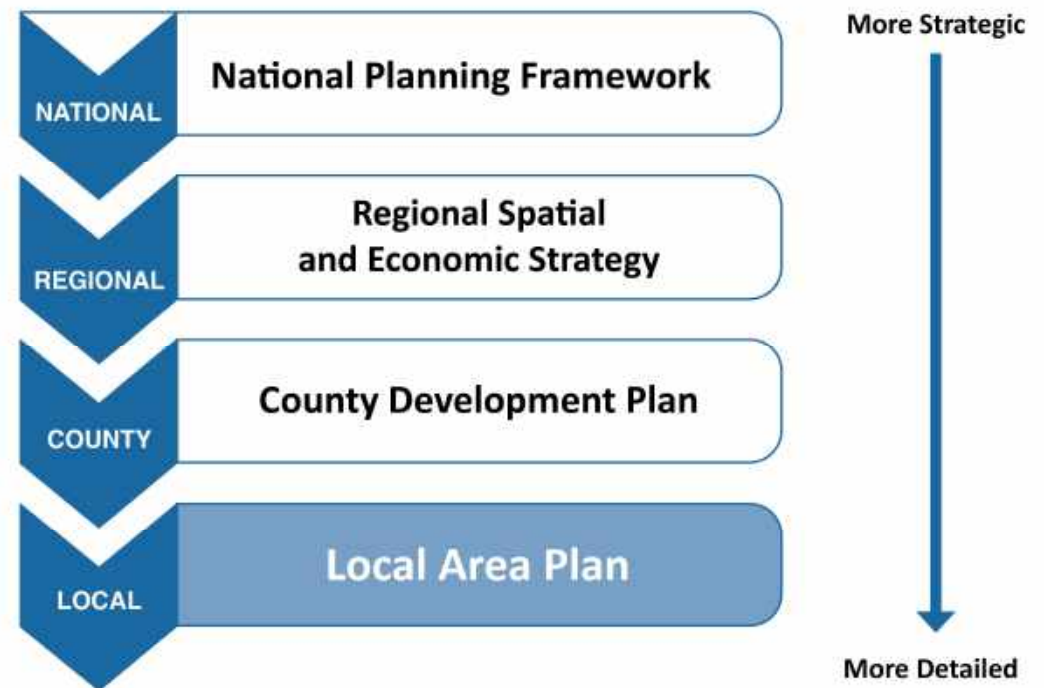 More Strategic
National Planning Framework
NATIONAL
Regional Spatial
and Economic Strategy
REGIONAL
County Development Plan
COUNTY
Local Area Plan
LOCAL
More Detailed